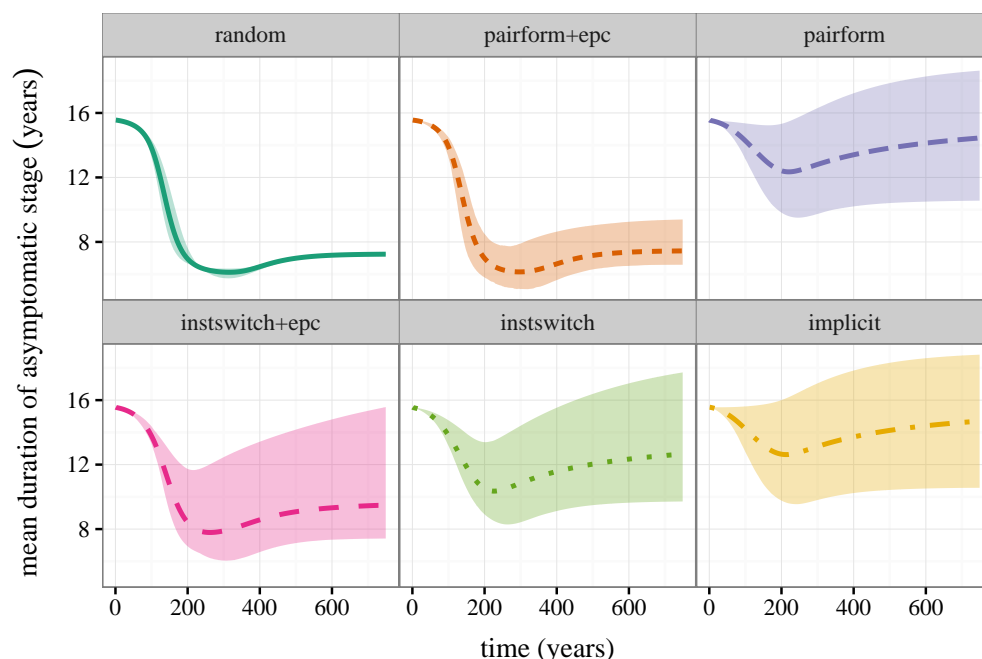 random
pairform+epc
pairform
16
12
8
instswitch+epc
instswitch
implicit
16
12
8
0 200 400 600
0 200 400 600
0 200 400 600
time (years)
mean duration of asymptomatic stage (years)